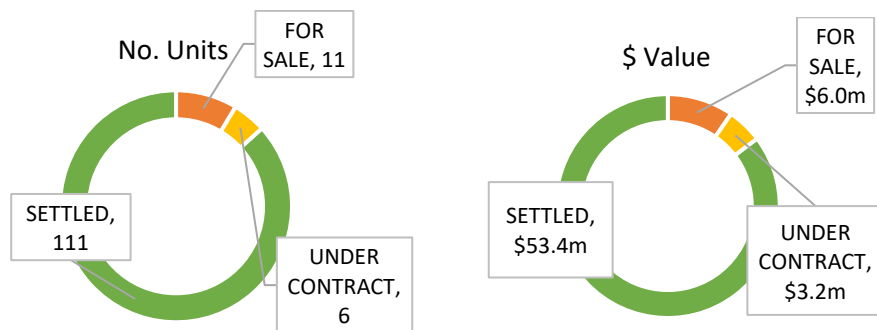 No. Units
FOR
SALE, 11
SETTLED,
111
UNDER
CONTRACT,
6
$ Value
FOR
SALE,
$6.0m
SETTLED,
$53.4m
UNDER
CONTRACT,
$3.2m